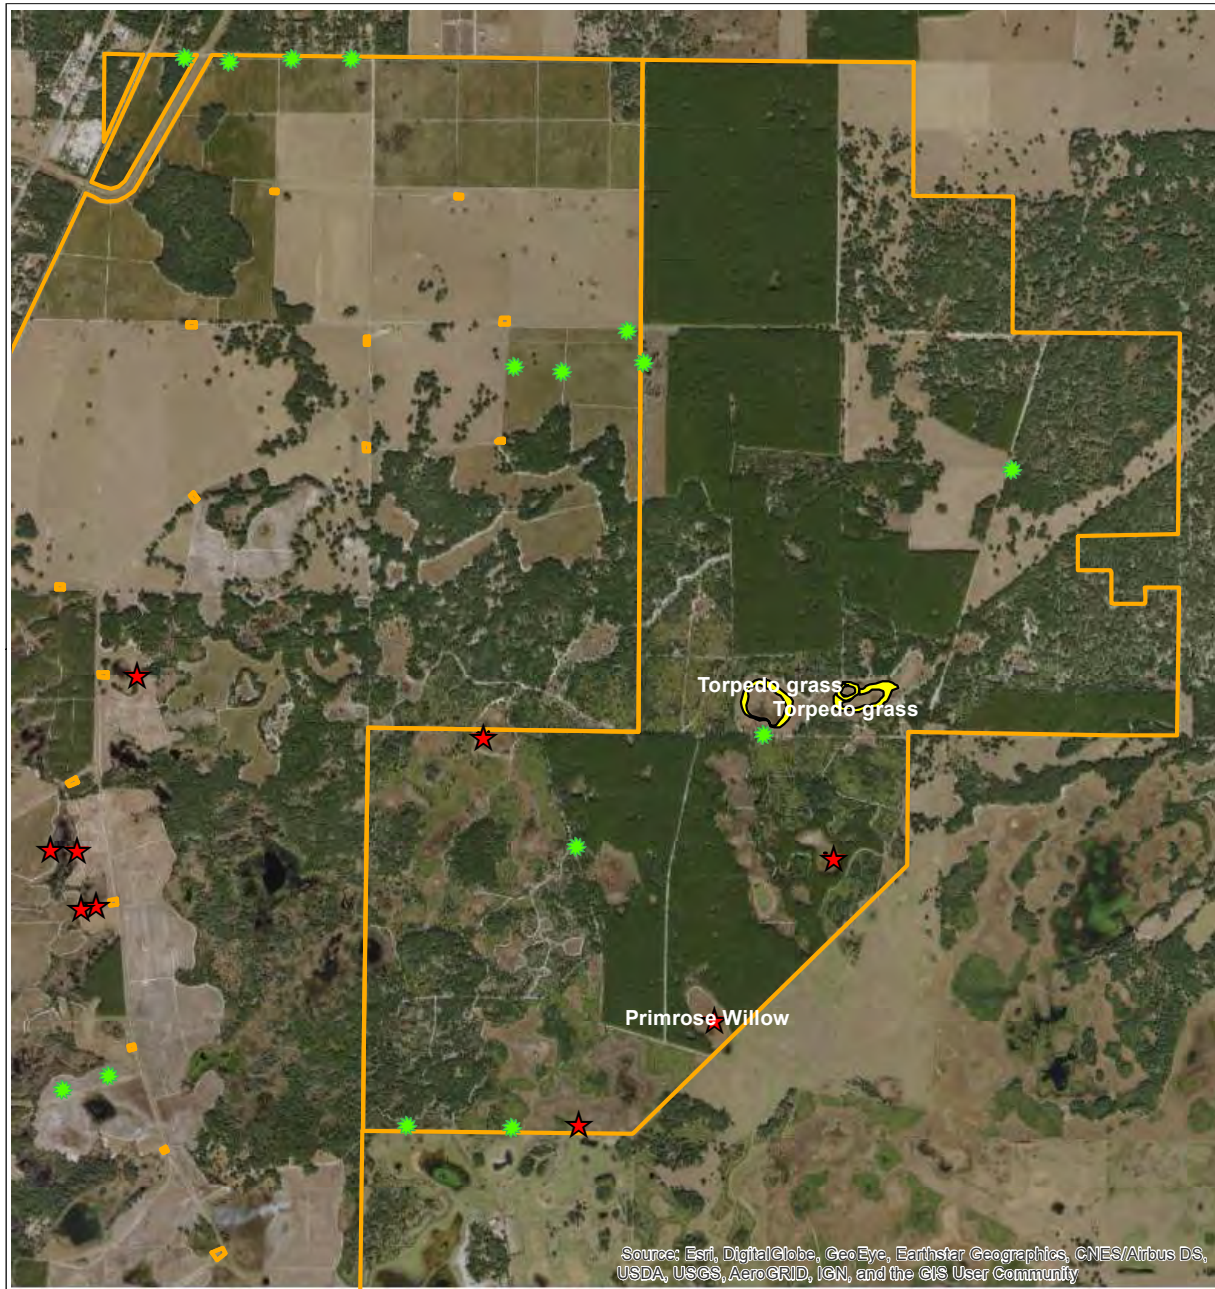 Torpedo grass
Torpedo grass
Primrose Willow
Source: Esri, DigitalGlobe, GeoEye, Earthstar Geographics, CNES/Airbus DS,
USDA, USGS, AeroGRID, IGN, and the GIS User Community